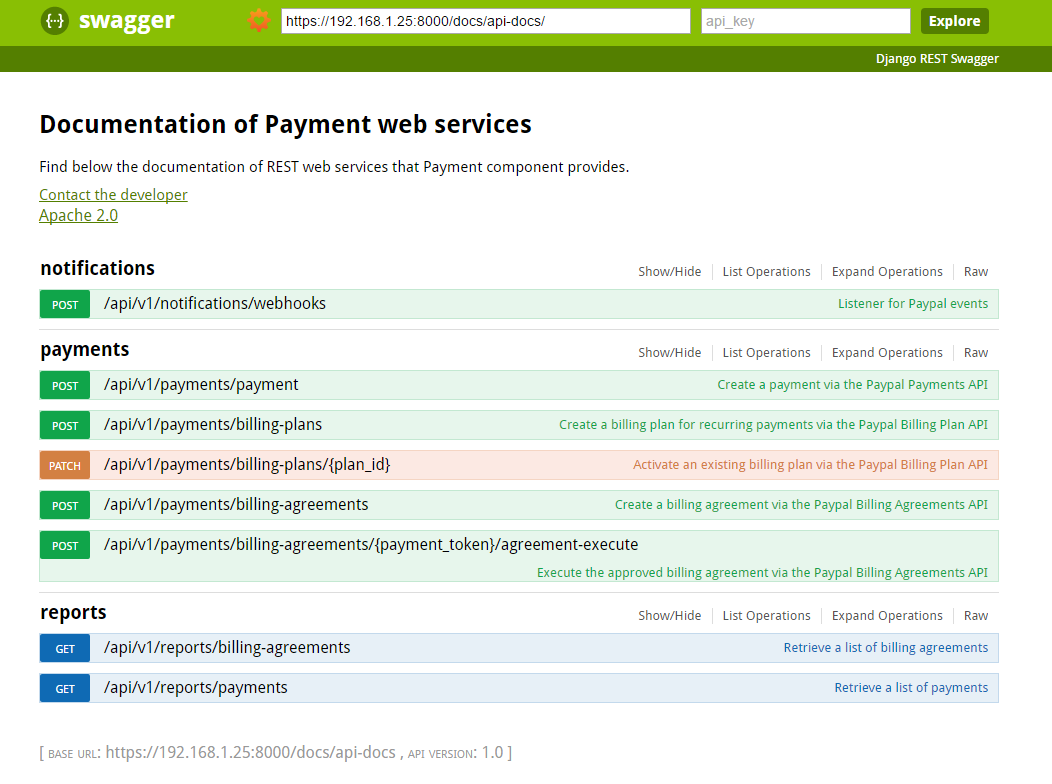 {··} swagger https://192.168.1.25:8000/docs/api-docs/ api_key Explore
Django REST Swagger
Documentation of Payment web services
Find below the documentation of REST web services that Payment component provides.
Contact the developer
Apache 2.0
notifications Show/Hide List Operations Expand Operations Raw
POST /api/v1/notifications/webhooks Listener for Paypal events
payments Show/Hide List Operations Expand Operations Raw
POST /api/v1/payments/payment Create a payment via the Paypal Payments API
POST /api/v1/payments/billing-plans Create a billing plan for recurring payments via the Paypal Billing Plan API
PATCH /api/v1/payments/billing-plans/{plan_id} Activate an existing billing plan via the Paypal Billing Plan API
POST /api/v1/payments/billing-agreements Create a billing agreement via the Paypal Billing Agreements API
POST /api/v1/payments/billing-agreements/{payment_token}/agreement-execute
Execute the approved billing agreement via the Paypal Billing Agreements API
reports Show/Hide List Operations Expand Operations Raw
GET /api/v1/reports/billing-agreements Retrieve a list of billing agreements
GET /api/v1/reports/payments Retrieve a list of payments
[ BASE URL: https://192.168.1.25:8000/docs/api-docs , API VERSION: 1.0 ]